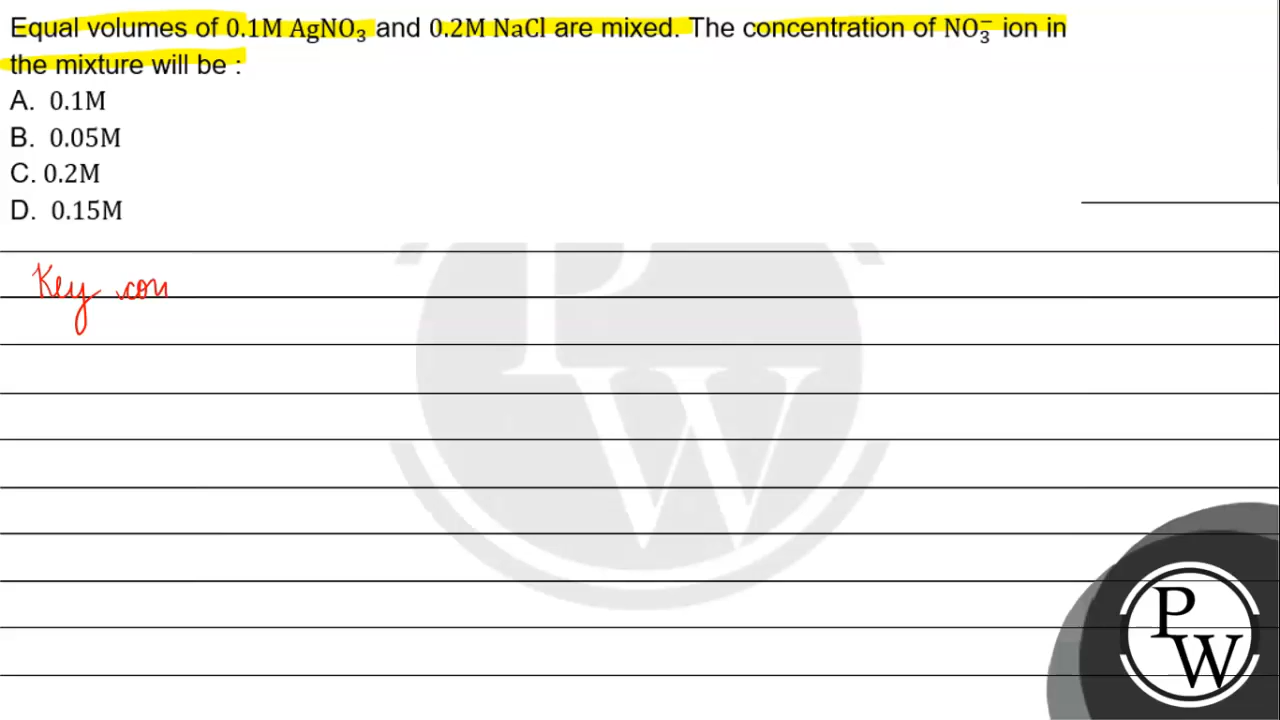 Equal volumes of 0.1M AgNO₃ and 0.2M NaCl are mixed. The concentration of NO₃⁻ ion in
the mixture will be :
A. 0.1M
B. 0.05M
C. 0.2M
D. 0.15M
Key con
P
W
P
W